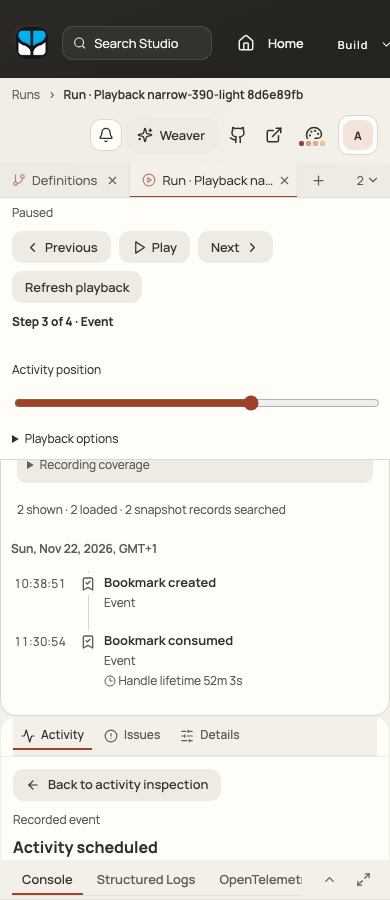 Search Studio
Home
Build
Runs > Run · Playback narrow-390-light 8d6e89fb
Weaver
A
Definitions
Run · Playback na...
2
Paused
Previous
Play
Next
Refresh playback
Step 3 of 4 · Event
Activity position
Playback options
Recording coverage
2 shown · 2 loaded · 2 snapshot records searched
Sun, Nov 22, 2026, GMT+1
10:38:51 Bookmark created
Event
11:30:54 Bookmark consumed
Event
Handle lifetime 52m 3s
Activity
Issues
Details
Back to activity inspection
Recorded event
Activity scheduled
Console
Structured Logs
OpenTelemet